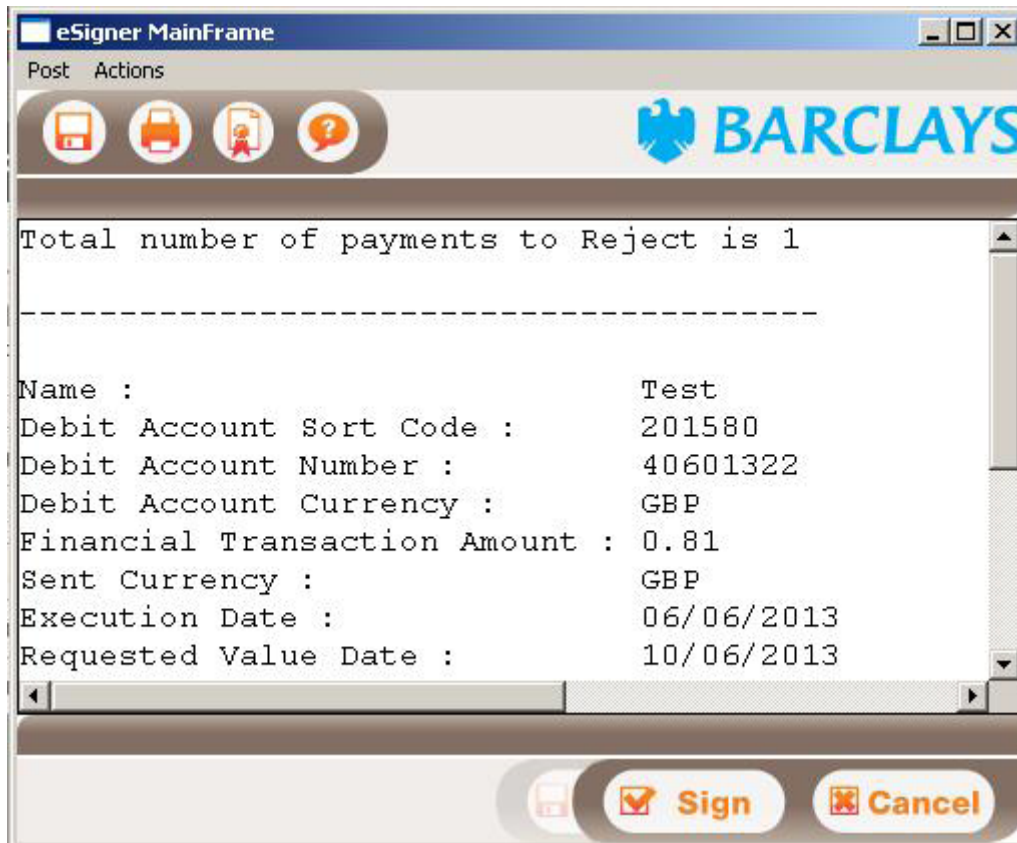 eSigner MainFrame
Post Actions
BARCLAYS
Total number of payments to Reject is 1
----------------------------------------
Name : Test
Debit Account Sort Code : 201580
Debit Account Number : 40601322
Debit Account Currency : GBP
Financial Transaction Amount : 0.81
Sent Currency : GBP
Execution Date : 06/06/2013
Requested Value Date : 10/06/2013
Sign Cancel